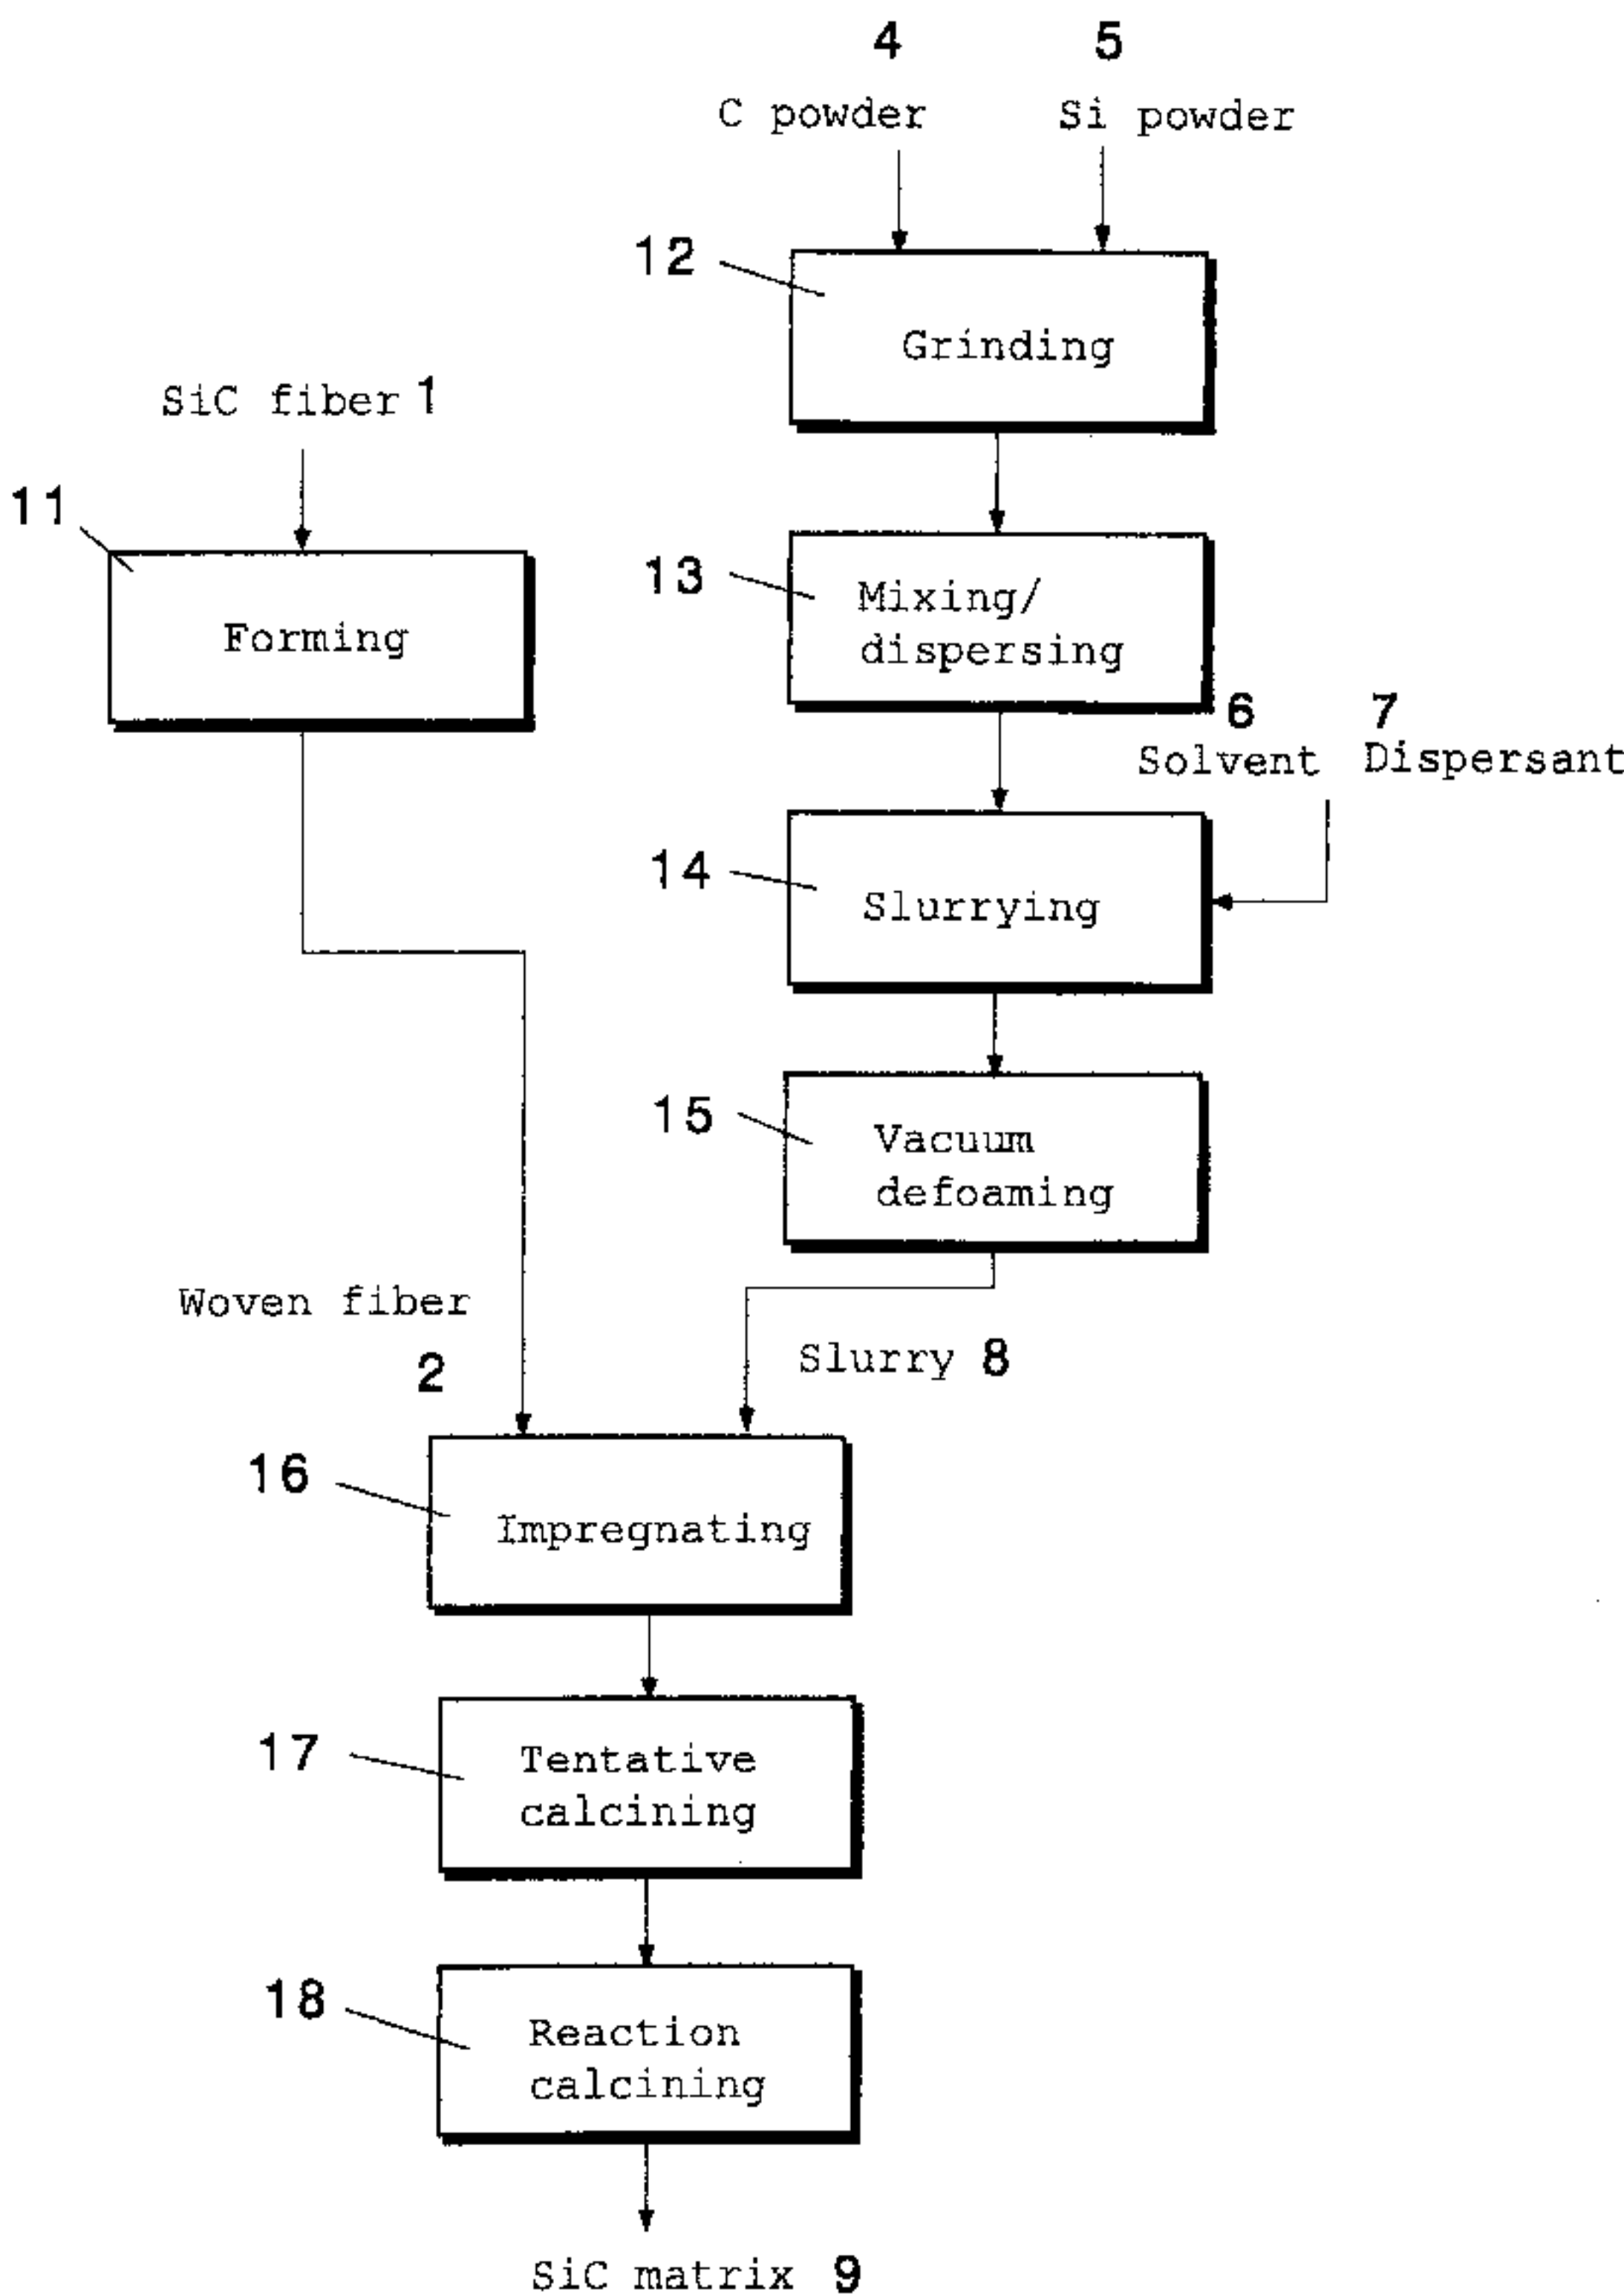 4 5
C powder Si powder
12
Grinding
SiC fiber 1
11
Forming
13
Mixing/
dispersing
6 7
Solvent Dispersant
14
Slurrying
15
Vacuum
defoaming
Woven fiber
2
Slurry 8
16
Impregnating
17
Tentative
calcining
18
Reaction
calcining
SiC matrix 9